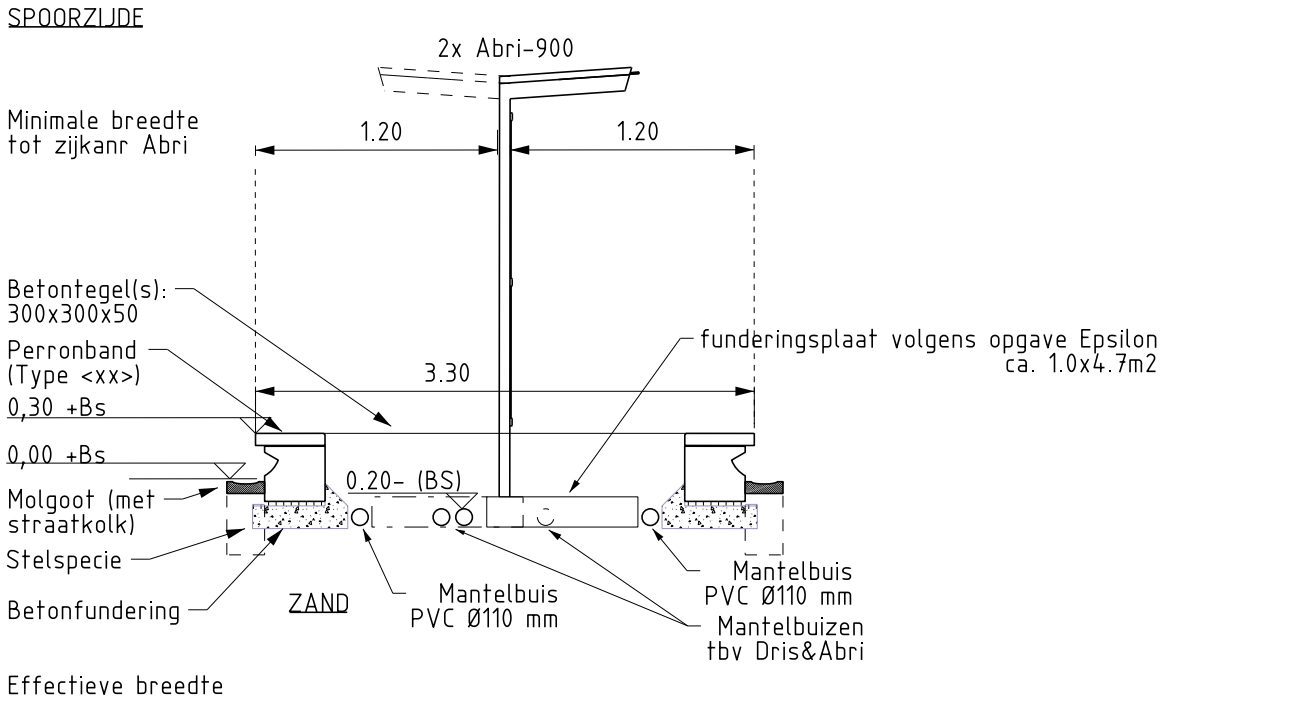 SPOORZIJDE
2x Abri-900
Minimale breedte
tot zijkanr Abri
1.20
1.20
Betontegel(s):
300x300x50
funderingsplaat volgens opgave Epsilon
ca. 1.0x4.7m2
Perronband
(Type <xx>)
3.30
0,30 +Bs
0,00 +Bs
0.20- (BS)
Molgoot (met
straatkolk)
Stelspecie
Betonfundering
ZAND
Mantelbuis
PVC Ø110 mm
Mantelbuis
PVC Ø110 mm
Mantelbuizen
tbv Dris&Abri
Effectieve breedte